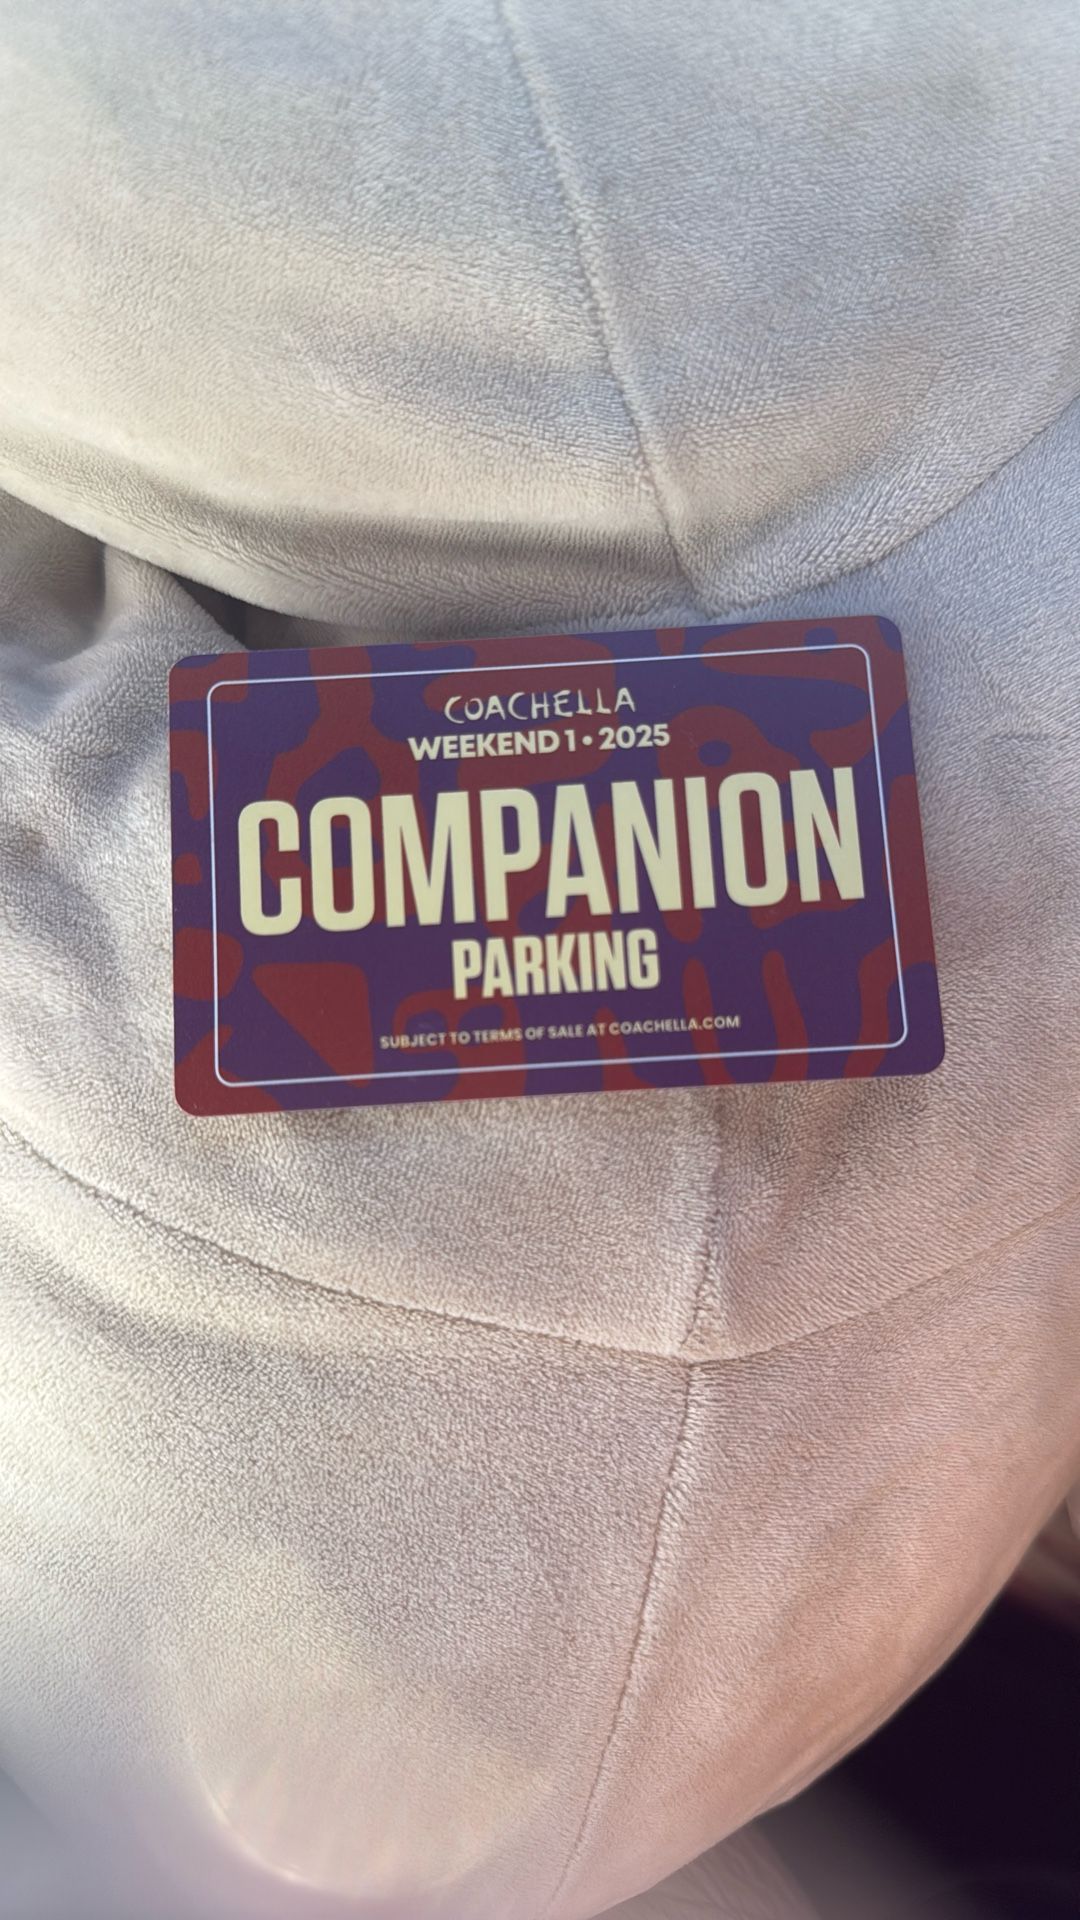 COACHELLA
WEEKEND 1 • 2025
COMPANION
PARKING
SUBJECT TO TERMS OF SALE AT COACHELLA.COM